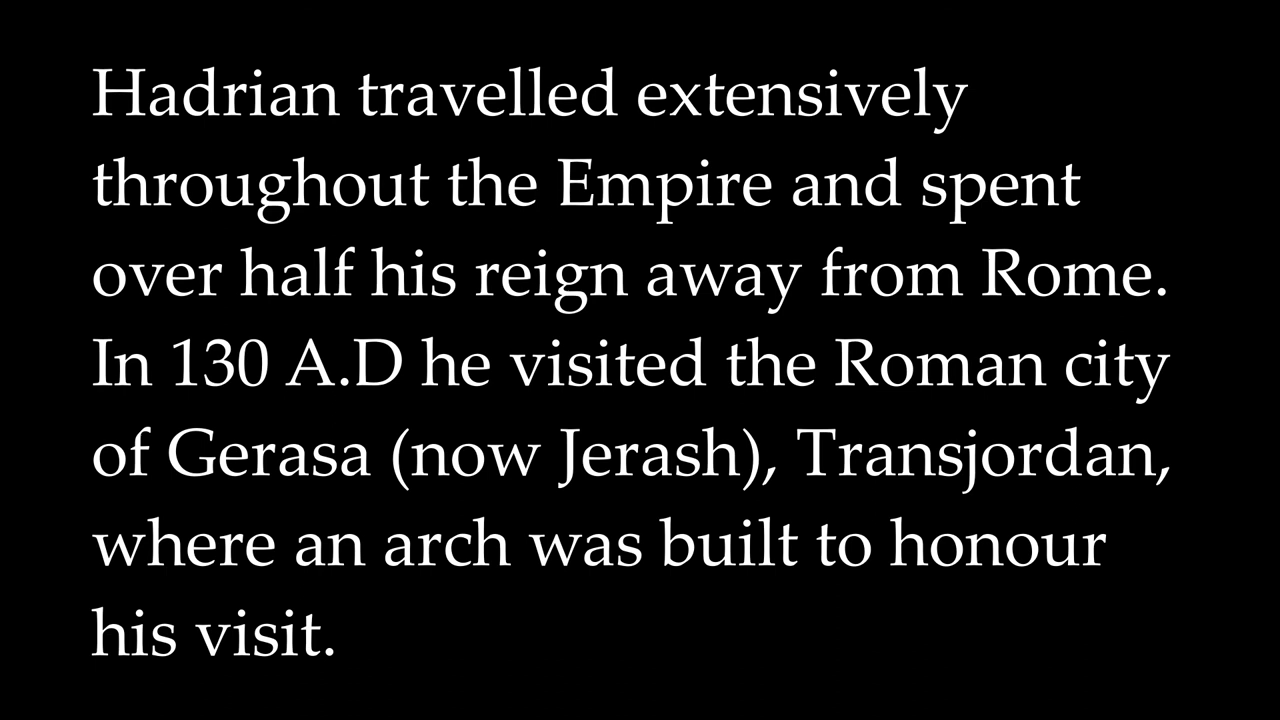 Hadrian travelled extensively
throughout the Empire and spent
over half his reign away from Rome.
In 130 A.D he visited the Roman city
of Gerasa (now Jerash), Transjordan,
where an arch was built to honour
his visit.